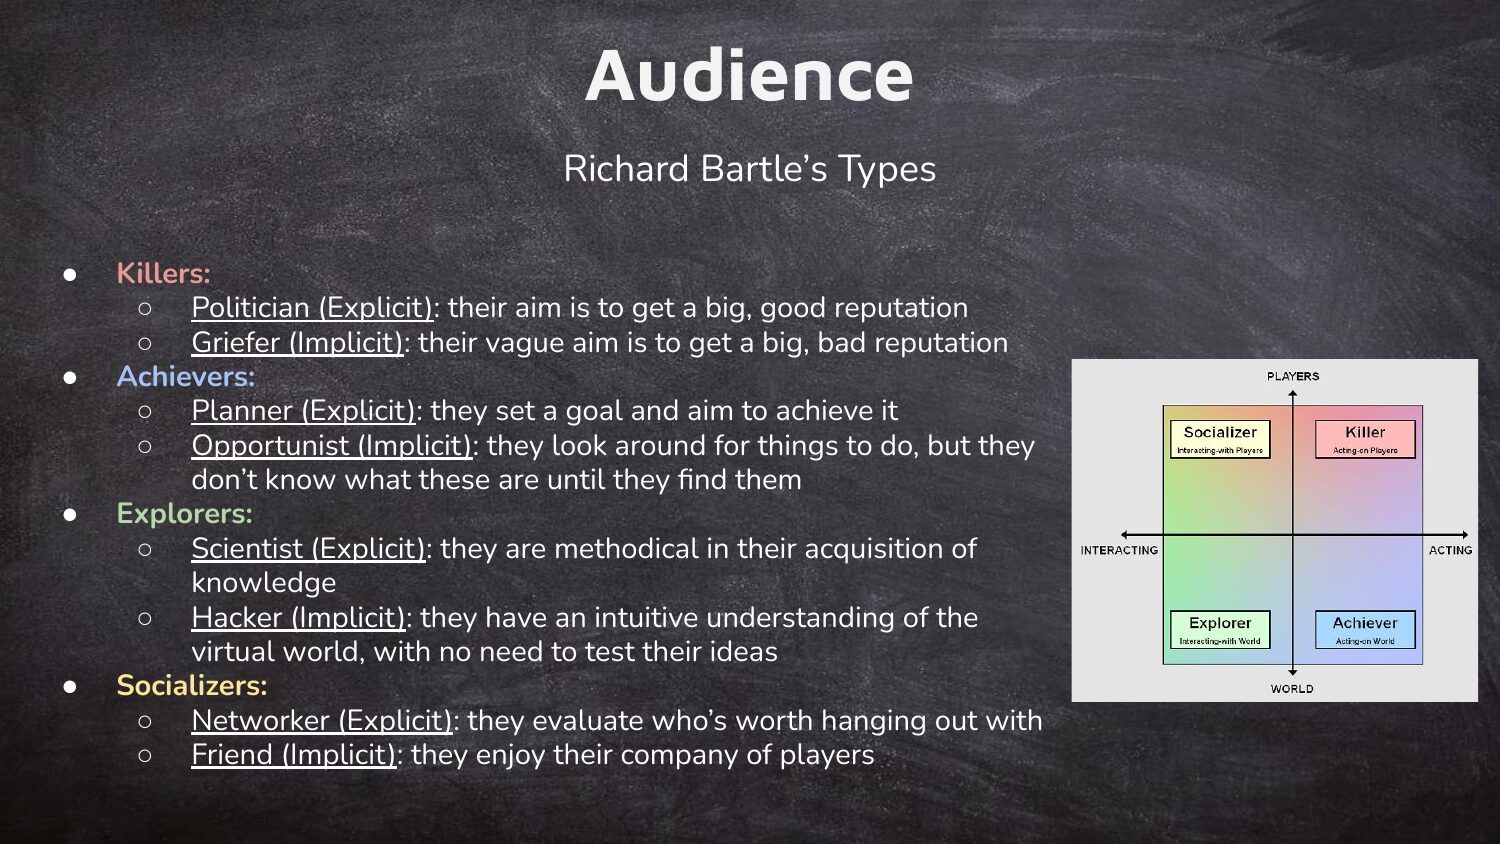 Audience
Richard Bartle's Types
● Killers:
○ Politician (Explicit): their aim is to get a big, good reputation
○ Griefer (Implicit): their vague aim is to get a big, bad reputation
● Achievers:
○ Planner (Explicit): they set a goal and aim to achieve it
○ Opportunist (Implicit): they look around for things to do, but they
don't know what these are until they find them
● Explorers:
○ Scientist (Explicit): they are methodical in their acquisition of
knowledge
○ Hacker (Implicit): they have an intuitive understanding of the
virtual world, with no need to test their ideas
● Socializers:
○ Networker (Explicit): they evaluate who's worth hanging out with
○ Friend (Implicit): they enjoy their company of players
PLAYERS
Socializer
Interacting-with Players
Killer
Acting-on Players
INTERACTING
ACTING
Explorer
Interacting-with World
Achiever
Acting-on World
WORLD